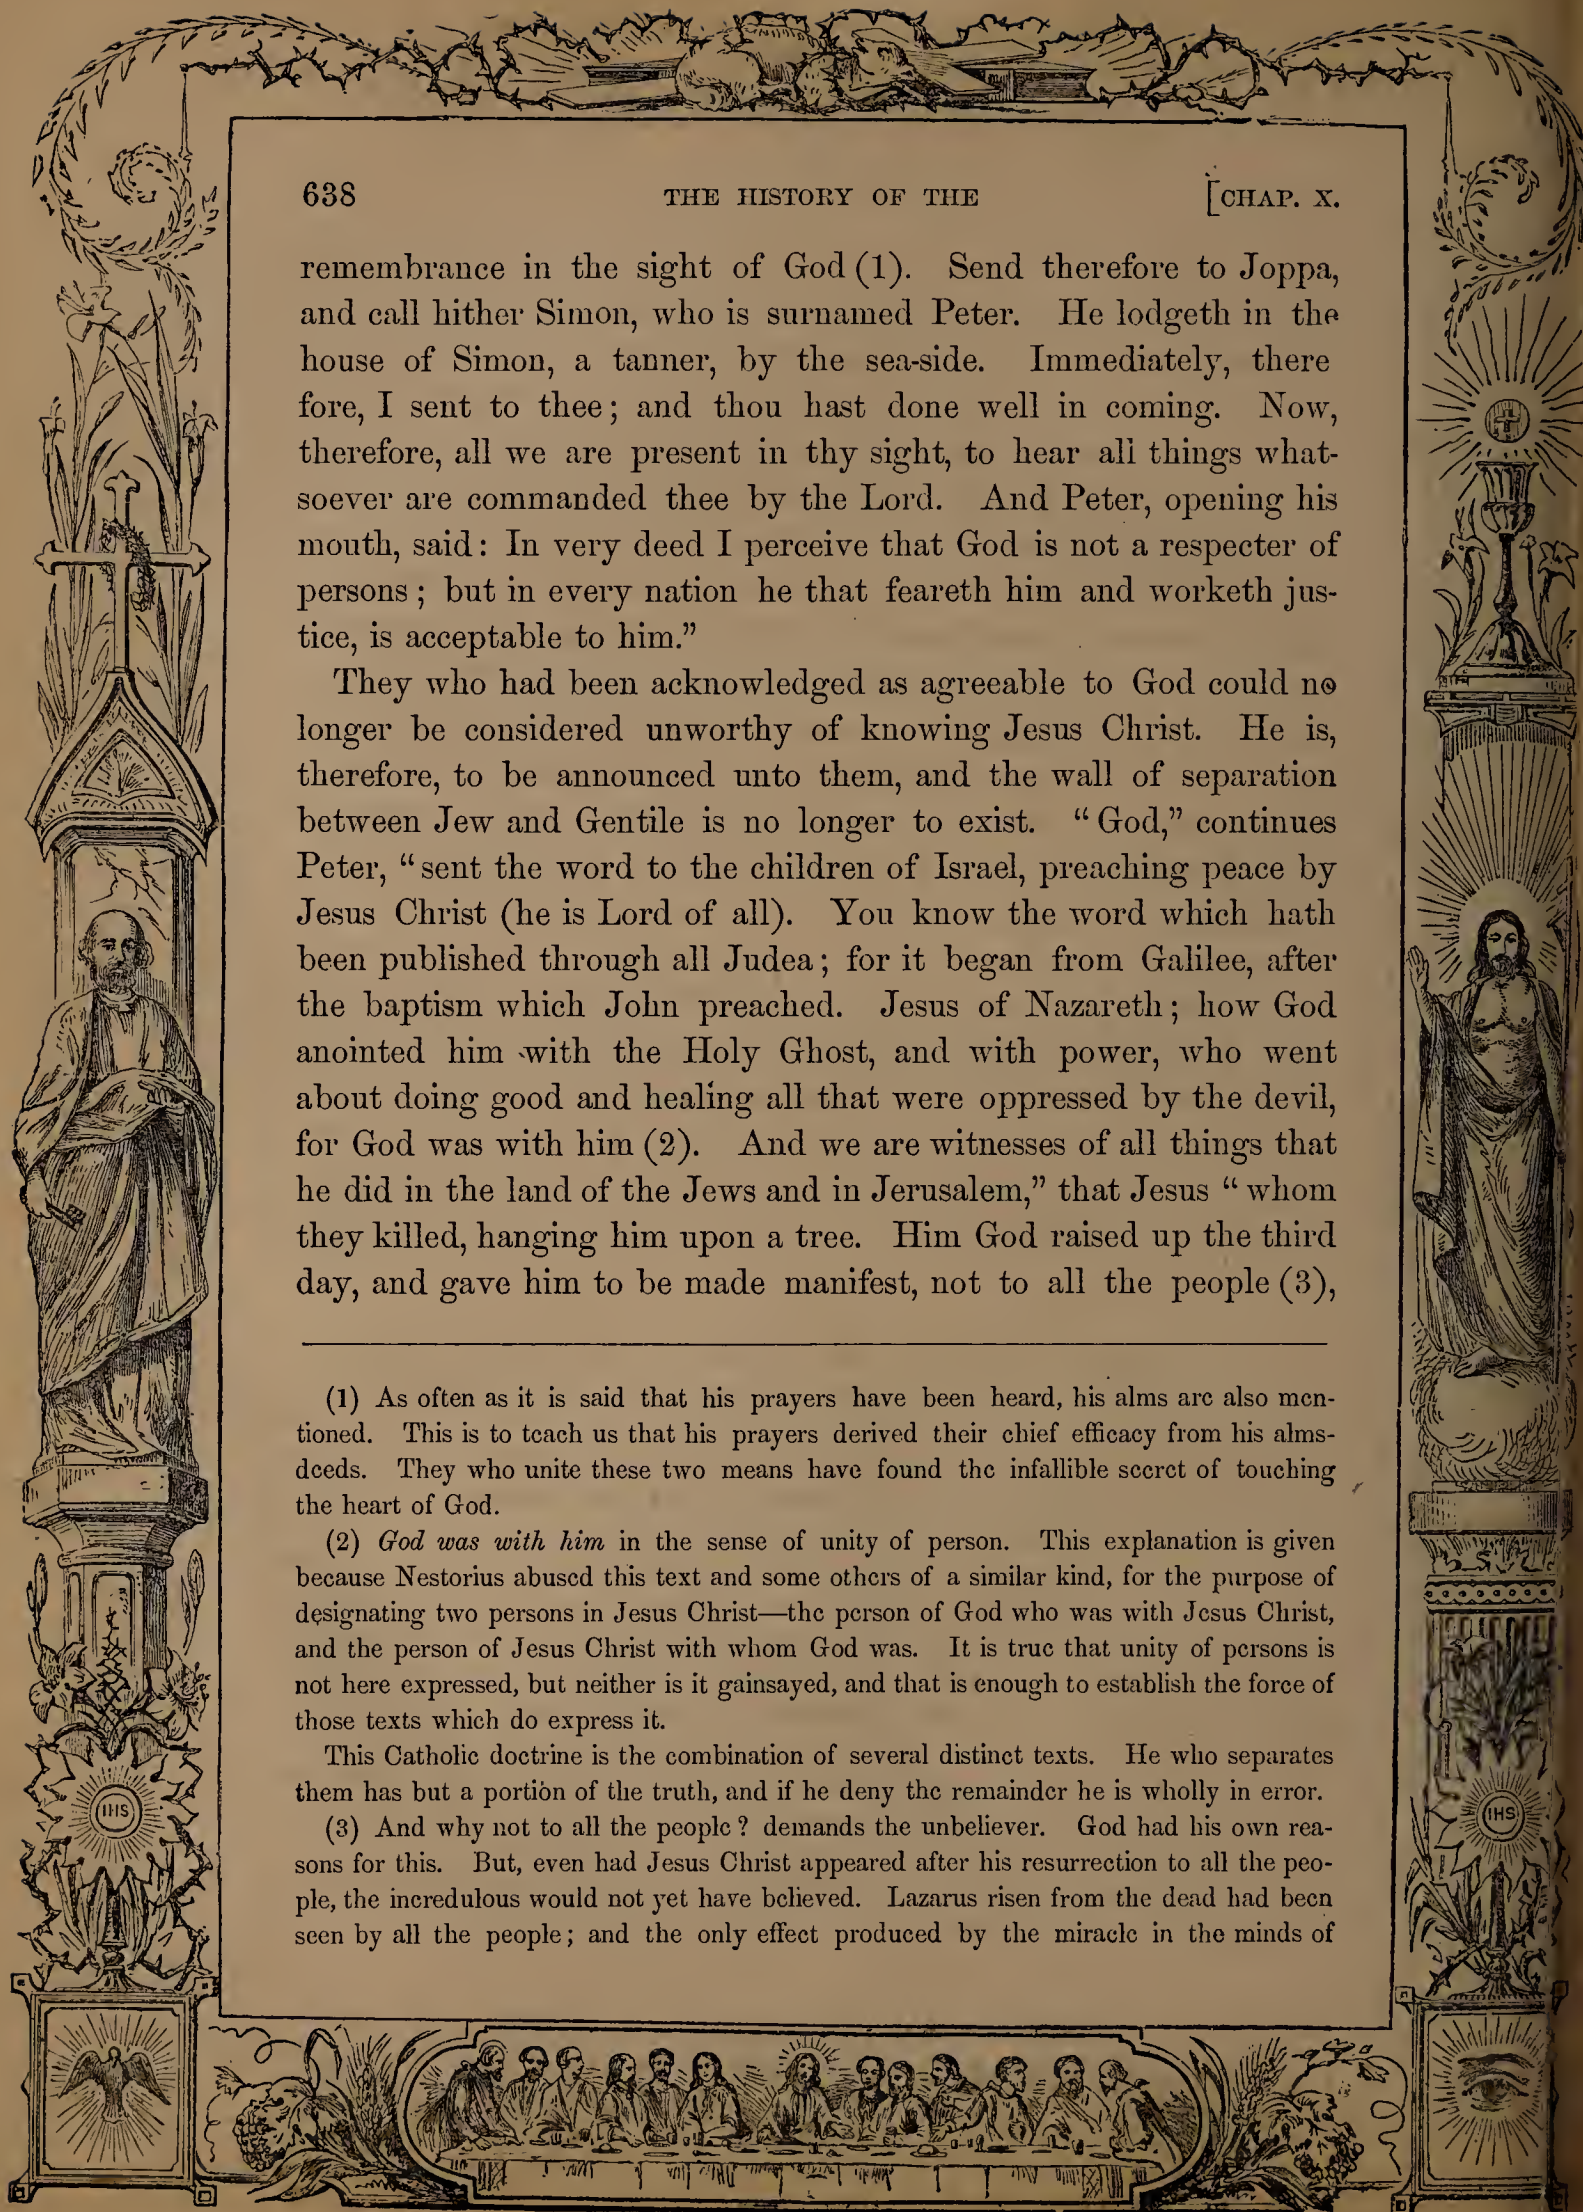 638 THE HISTORY OF THE [CHAP. X.
remembrance in the sight of God (1). Send therefore to Joppa,
and call hither Simon, who is surnamed Peter. He lodgeth in the
house of Simon, a tanner, by the sea-side. Immediately, there
fore, I sent to thee; and thou hast done well in coming. Now,
therefore, all we are present in thy sight, to hear all things what-
soever are commanded thee by the Lord. And Peter, opening his
mouth, said: In very deed I perceive that God is not a respecter of
persons; but in every nation he that feareth him and worketh jus-
tice, is acceptable to him.”
They who had been acknowledged as agreeable to God could no
longer be considered unworthy of knowing Jesus Christ. He is,
therefore, to be announced unto them, and the wall of separation
between Jew and Gentile is no longer to exist. “God,” continues
Peter, “sent the word to the children of Israel, preaching peace by
Jesus Christ (he is Lord of all). You know the word which hath
been published through all Judea; for it began from Galilee, after
the baptism which John preached. Jesus of Nazareth; how God
anointed him with the Holy Ghost, and with power, who went
about doing good and healing all that were oppressed by the devil,
for God was with him (2). And we are witnesses of all things that
he did in the land of the Jews and in Jerusalem,” that Jesus “whom
they killed, hanging him upon a tree. Him God raised up the third
day, and gave him to be made manifest, not to all the people (3),
(1) As often as it is said that his prayers have been heard, his alms are also men-
tioned. This is to teach us that his prayers derived their chief efficacy from his alms-
deeds. They who unite these two means have found the infallible secret of touching
the heart of God.
(2) God was with him in the sense of unity of person. This explanation is given
because Nestorius abused this text and some others of a similar kind, for the purpose of
designating two persons in Jesus Christ—the person of God who was with Jesus Christ,
and the person of Jesus Christ with whom God was. It is true that unity of persons is
not here expressed, but neither is it gainsayed, and that is enough to establish the force of
those texts which do express it.
This Catholic doctrine is the combination of several distinct texts. He who separates
them has but a portion of the truth, and if he deny the remainder he is wholly in error.
(3) And why not to all the people? demands the unbeliever. God had his own rea-
sons for this. But, even had Jesus Christ appeared after his resurrection to all the peo-
ple, the incredulous would not yet have believed. Lazarus risen from the dead had been
seen by all the people; and the only effect produced by the miracle in the minds of
IHS
IHS